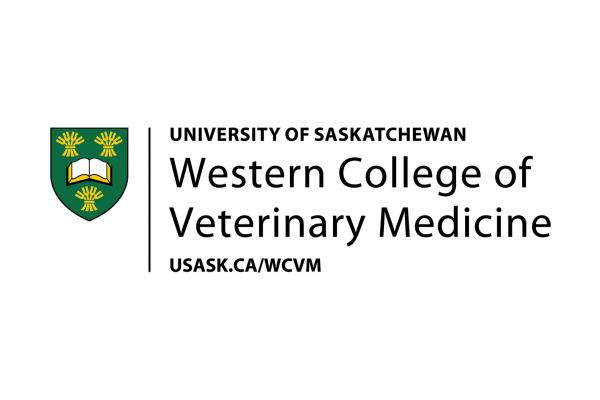 UNIVERSITY OF SASKATCHEWAN
Western College of
Veterinary Medicine
USASK.CA/WCVM